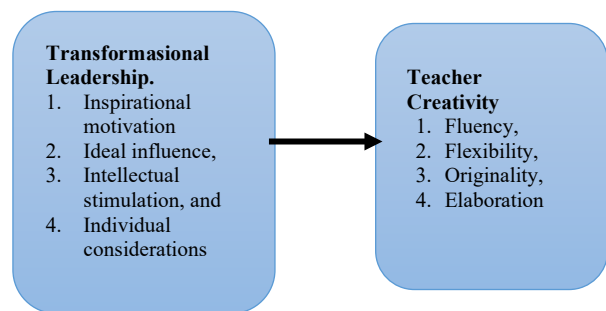 Transformasional
Leadership.
1. Inspirational
motivation
2. Ideal influence,
3. Intellectual
stimulation, and
4. Individual
considerations
Teacher
Creativity
1. Fluency,
2. Flexibility,
3. Originality,
4. Elaboration